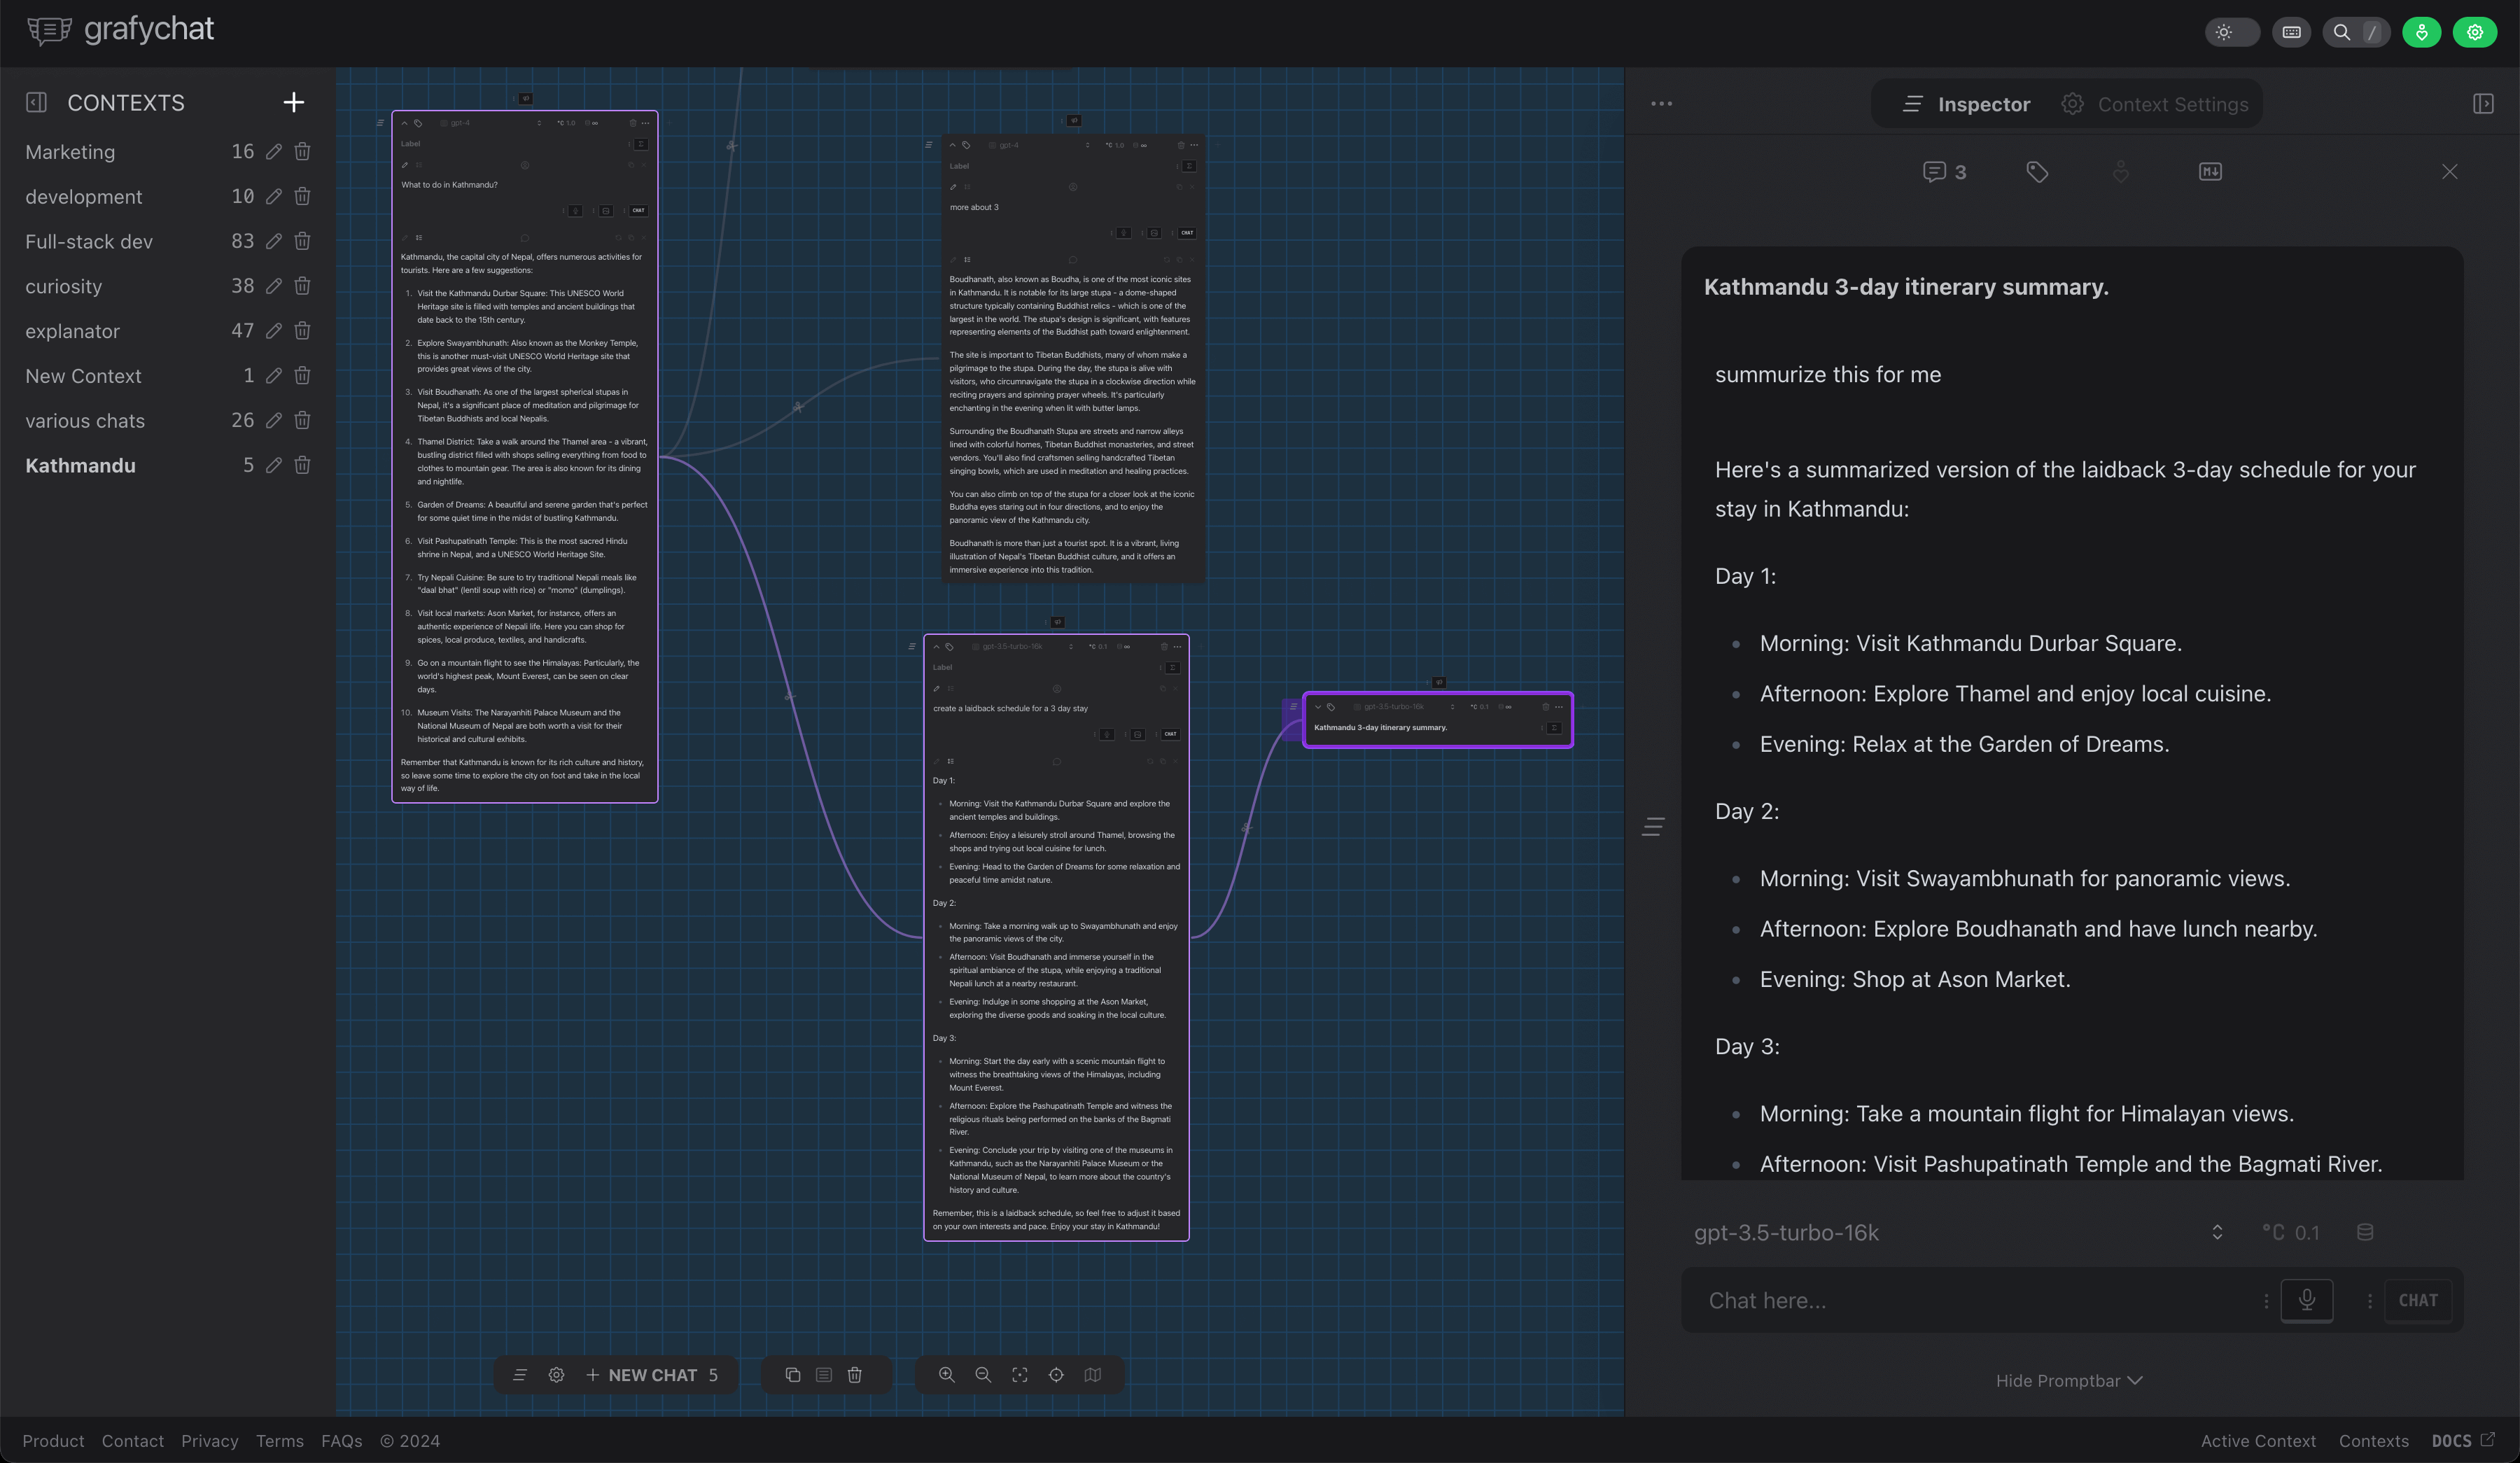 grafychat
/
CONTEXTS
Marketing 16
development 10
Full-stack dev 83
curiosity 38
explanator 47
New Context 1
various chats 26
Kathmandu 5
gpt-4
°C 1.0
∞
Label
What to do in Kathmandu?
CHAT
Kathmandu, the capital city of Nepal, offers numerous activities for
tourists. Here are a few suggestions:
1. Visit the Kathmandu Durbar Square: This UNESCO World
Heritage site is filled with temples and ancient buildings that
date back to the 15th century.
2. Explore Swayambhunath: Also known as the Monkey Temple,
this is another must-visit UNESCO World Heritage site that
provides great views of the city.
3. Visit Boudhanath: As one of the largest spherical stupas in
Nepal, it's a significant place of meditation and pilgrimage for
Tibetan Buddhists and local Nepalis.
4. Thamel District: Take a walk around the Thamel area - a vibrant,
bustling district filled with shops selling everything from food to
clothes to mountain gear. The area is also known for its dining
and nightlife.
5. Garden of Dreams: A beautiful and serene garden that's perfect
for some quiet time in the midst of bustling Kathmandu.
6. Visit Pashupatinath Temple: This is the most sacred Hindu
shrine in Nepal, and a UNESCO World Heritage Site.
7. Try Nepali Cuisine: Be sure to try traditional Nepali meals like
"daal bhat" (lentil soup with rice) or "momo" (dumplings).
8. Visit local markets: Ason Market, for instance, offers an
authentic experience of Nepali life. Here you can shop for
spices, local produce, textiles, and handicrafts.
9. Go on a mountain flight to see the Himalayas: Particularly, the
world's highest peak, Mount Everest, can be seen on clear
days.
10. Museum Visits: The Narayanhiti Palace Museum and the
National Museum of Nepal are both worth a visit for their
historical and cultural exhibits.
Remember that Kathmandu is known for its rich culture and history,
so leave some time to explore the city on foot and take in the local
way of life.
gpt-4
°C 1.0
∞
Label
more about 3
CHAT
Boudhanath, also known as Boudha, is one of the most iconic sites
in Kathmandu. It is notable for its large stupa - a dome-shaped
structure typically containing Buddhist relics - which is one of the
largest in the world. The stupa's design is significant, with features
representing elements of the Buddhist path toward enlightenment.
The site is important to Tibetan Buddhists, many of whom make a
pilgrimage to the stupa. During the day, the stupa is alive with
visitors, who circumnavigate the stupa in a clockwise direction while
reciting prayers and spinning prayer wheels. It's particularly
enchanting in the evening when lit with butter lamps.
Surrounding the Boudhanath Stupa are streets and narrow alleys
lined with colorful homes, Tibetan Buddhist monasteries, and street
vendors. You'll also find craftsmen selling handcrafted Tibetan
singing bowls, which are used in meditation and healing practices.
You can also climb on top of the stupa for a closer look at the iconic
Buddha eyes staring out in four directions, and to enjoy the
panoramic view of the Kathmandu city.
Boudhanath is more than just a tourist spot. It is a vibrant, living
illustration of Nepal's Tibetan Buddhist culture, and it offers an
immersive experience into this tradition.
gpt-3.5-turbo-16k
°C 0.1
∞
Label
create a laidback schedule for a 3 day stay
CHAT
Day 1:
Morning: Visit the Kathmandu Durbar Square and explore the
ancient temples and buildings.
Afternoon: Enjoy a leisurely stroll around Thamel, browsing the
shops and trying out local cuisine for lunch.
Evening: Head to the Garden of Dreams for some relaxation and
peaceful time amidst nature.
Day 2:
Morning: Take a morning walk up to Swayambhunath and enjoy
the panoramic views of the city.
Afternoon: Visit Boudhanath and immerse yourself in the
spiritual ambiance of the stupa, while enjoying a traditional
Nepali lunch at a nearby restaurant.
Evening: Indulge in some shopping at the Ason Market,
exploring the diverse goods and soaking in the local culture.
Day 3:
Morning: Start the day early with a scenic mountain flight to
witness the breathtaking views of the Himalayas, including
Mount Everest.
Afternoon: Explore the Pashupatinath Temple and witness the
religious rituals being performed on the banks of the Bagmati
River.
Evening: Conclude your trip by visiting one of the museums in
Kathmandu, such as the Narayanhiti Palace Museum or the
National Museum of Nepal, to learn more about the country's
history and culture.
Remember, this is a laidback schedule, so feel free to adjust it based
on your own interests and pace. Enjoy your stay in Kathmandu!
gpt-3.5-turbo-16k
°C 0.1
∞
Kathmandu 3-day itinerary summary.
NEW CHAT 5
Inspector
Context Settings
3
Kathmandu 3-day itinerary summary.
summurize this for me
Here's a summarized version of the laidback 3-day schedule for your
stay in Kathmandu:
Day 1:
Morning: Visit Kathmandu Durbar Square.
Afternoon: Explore Thamel and enjoy local cuisine.
Evening: Relax at the Garden of Dreams.
Day 2:
Morning: Visit Swayambhunath for panoramic views.
Afternoon: Explore Boudhanath and have lunch nearby.
Evening: Shop at Ason Market.
Day 3:
Morning: Take a mountain flight for Himalayan views.
Afternoon: Visit Pashupatinath Temple and the Bagmati River.
gpt-3.5-turbo-16k
°C 0.1
Chat here...
CHAT
Hide Promptbar
Product Contact Privacy Terms FAQs © 2024
Active Context Contexts DOCS